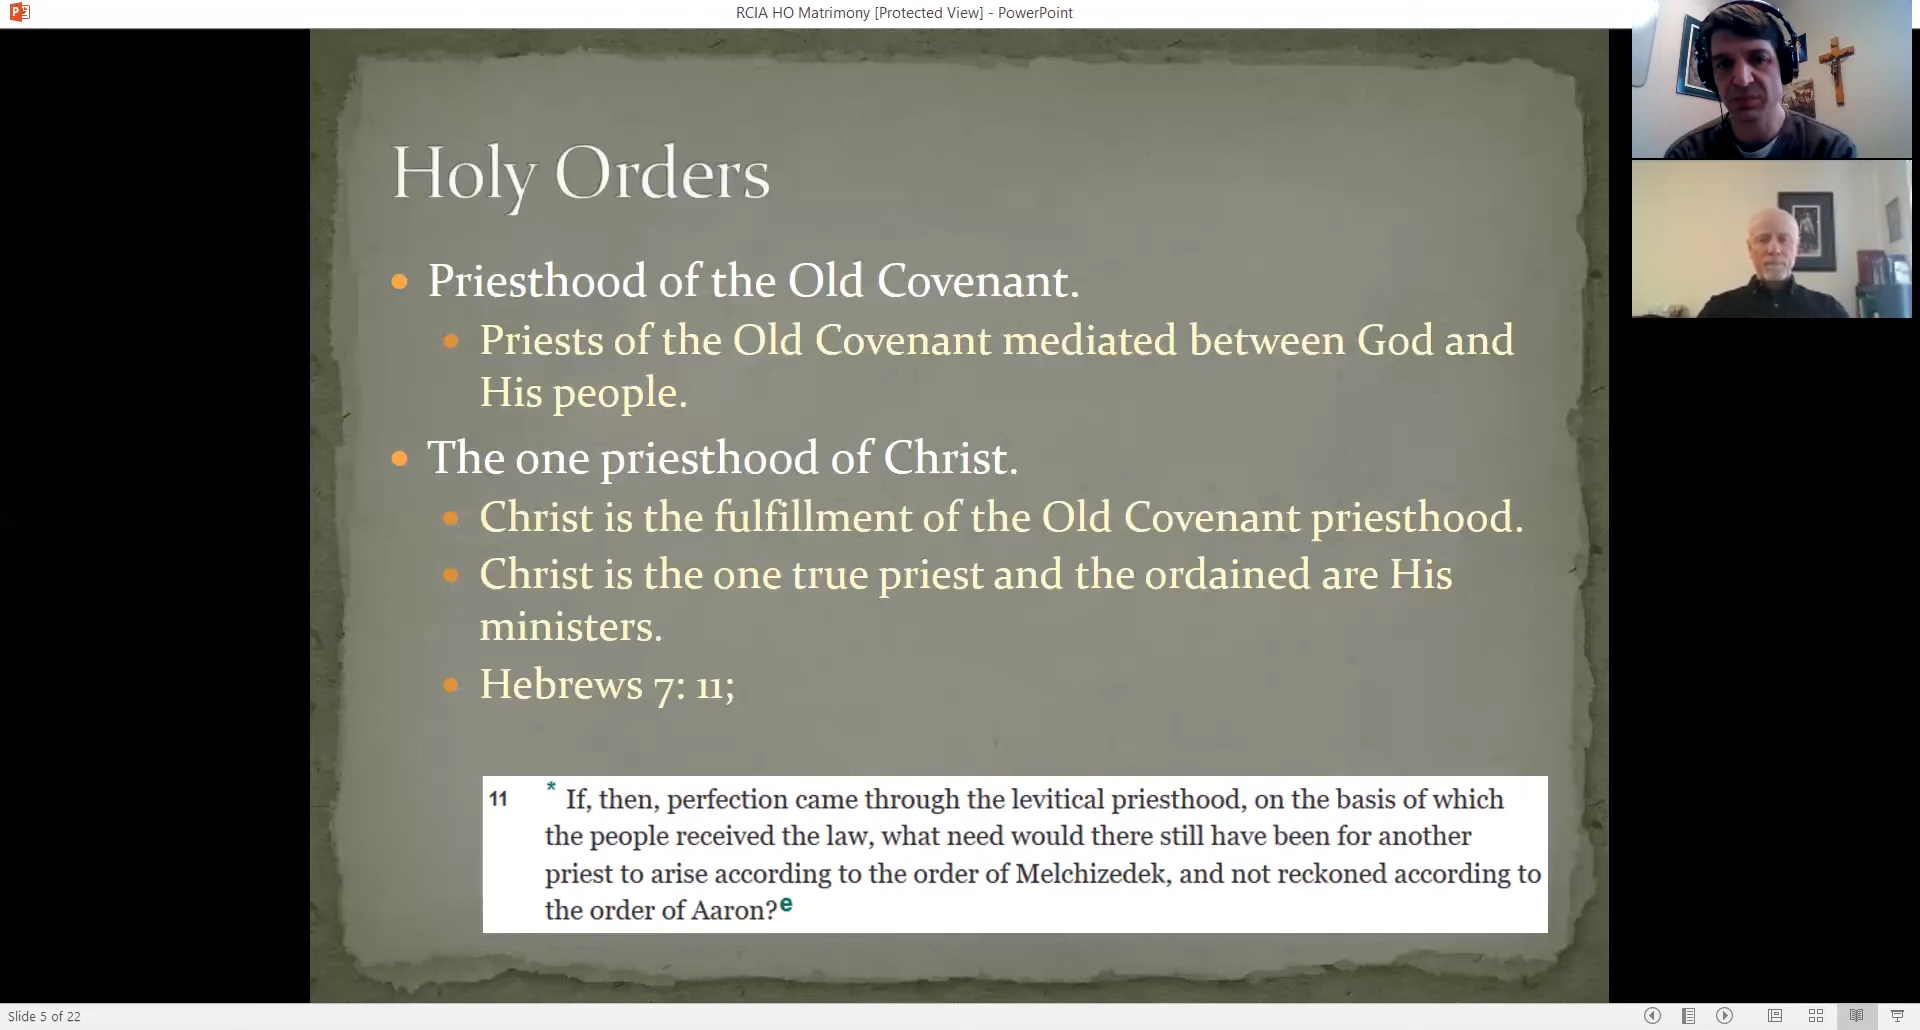 RCIA HO Matrimony [Protected View] - PowerPoint
Holy Orders
• Priesthood of the Old Covenant.
• Priests of the Old Covenant mediated between God and
His people.
• The one priesthood of Christ.
• Christ is the fulfillment of the Old Covenant priesthood.
• Christ is the one true priest and the ordained are His
ministers.
• Hebrews 7: 11;
11 * If, then, perfection came through the levitical priesthood, on the basis of which
the people received the law, what need would there still have been for another
priest to arise according to the order of Melchizedek, and not reckoned according to
the order of Aaron?e
Slide 5 of 22